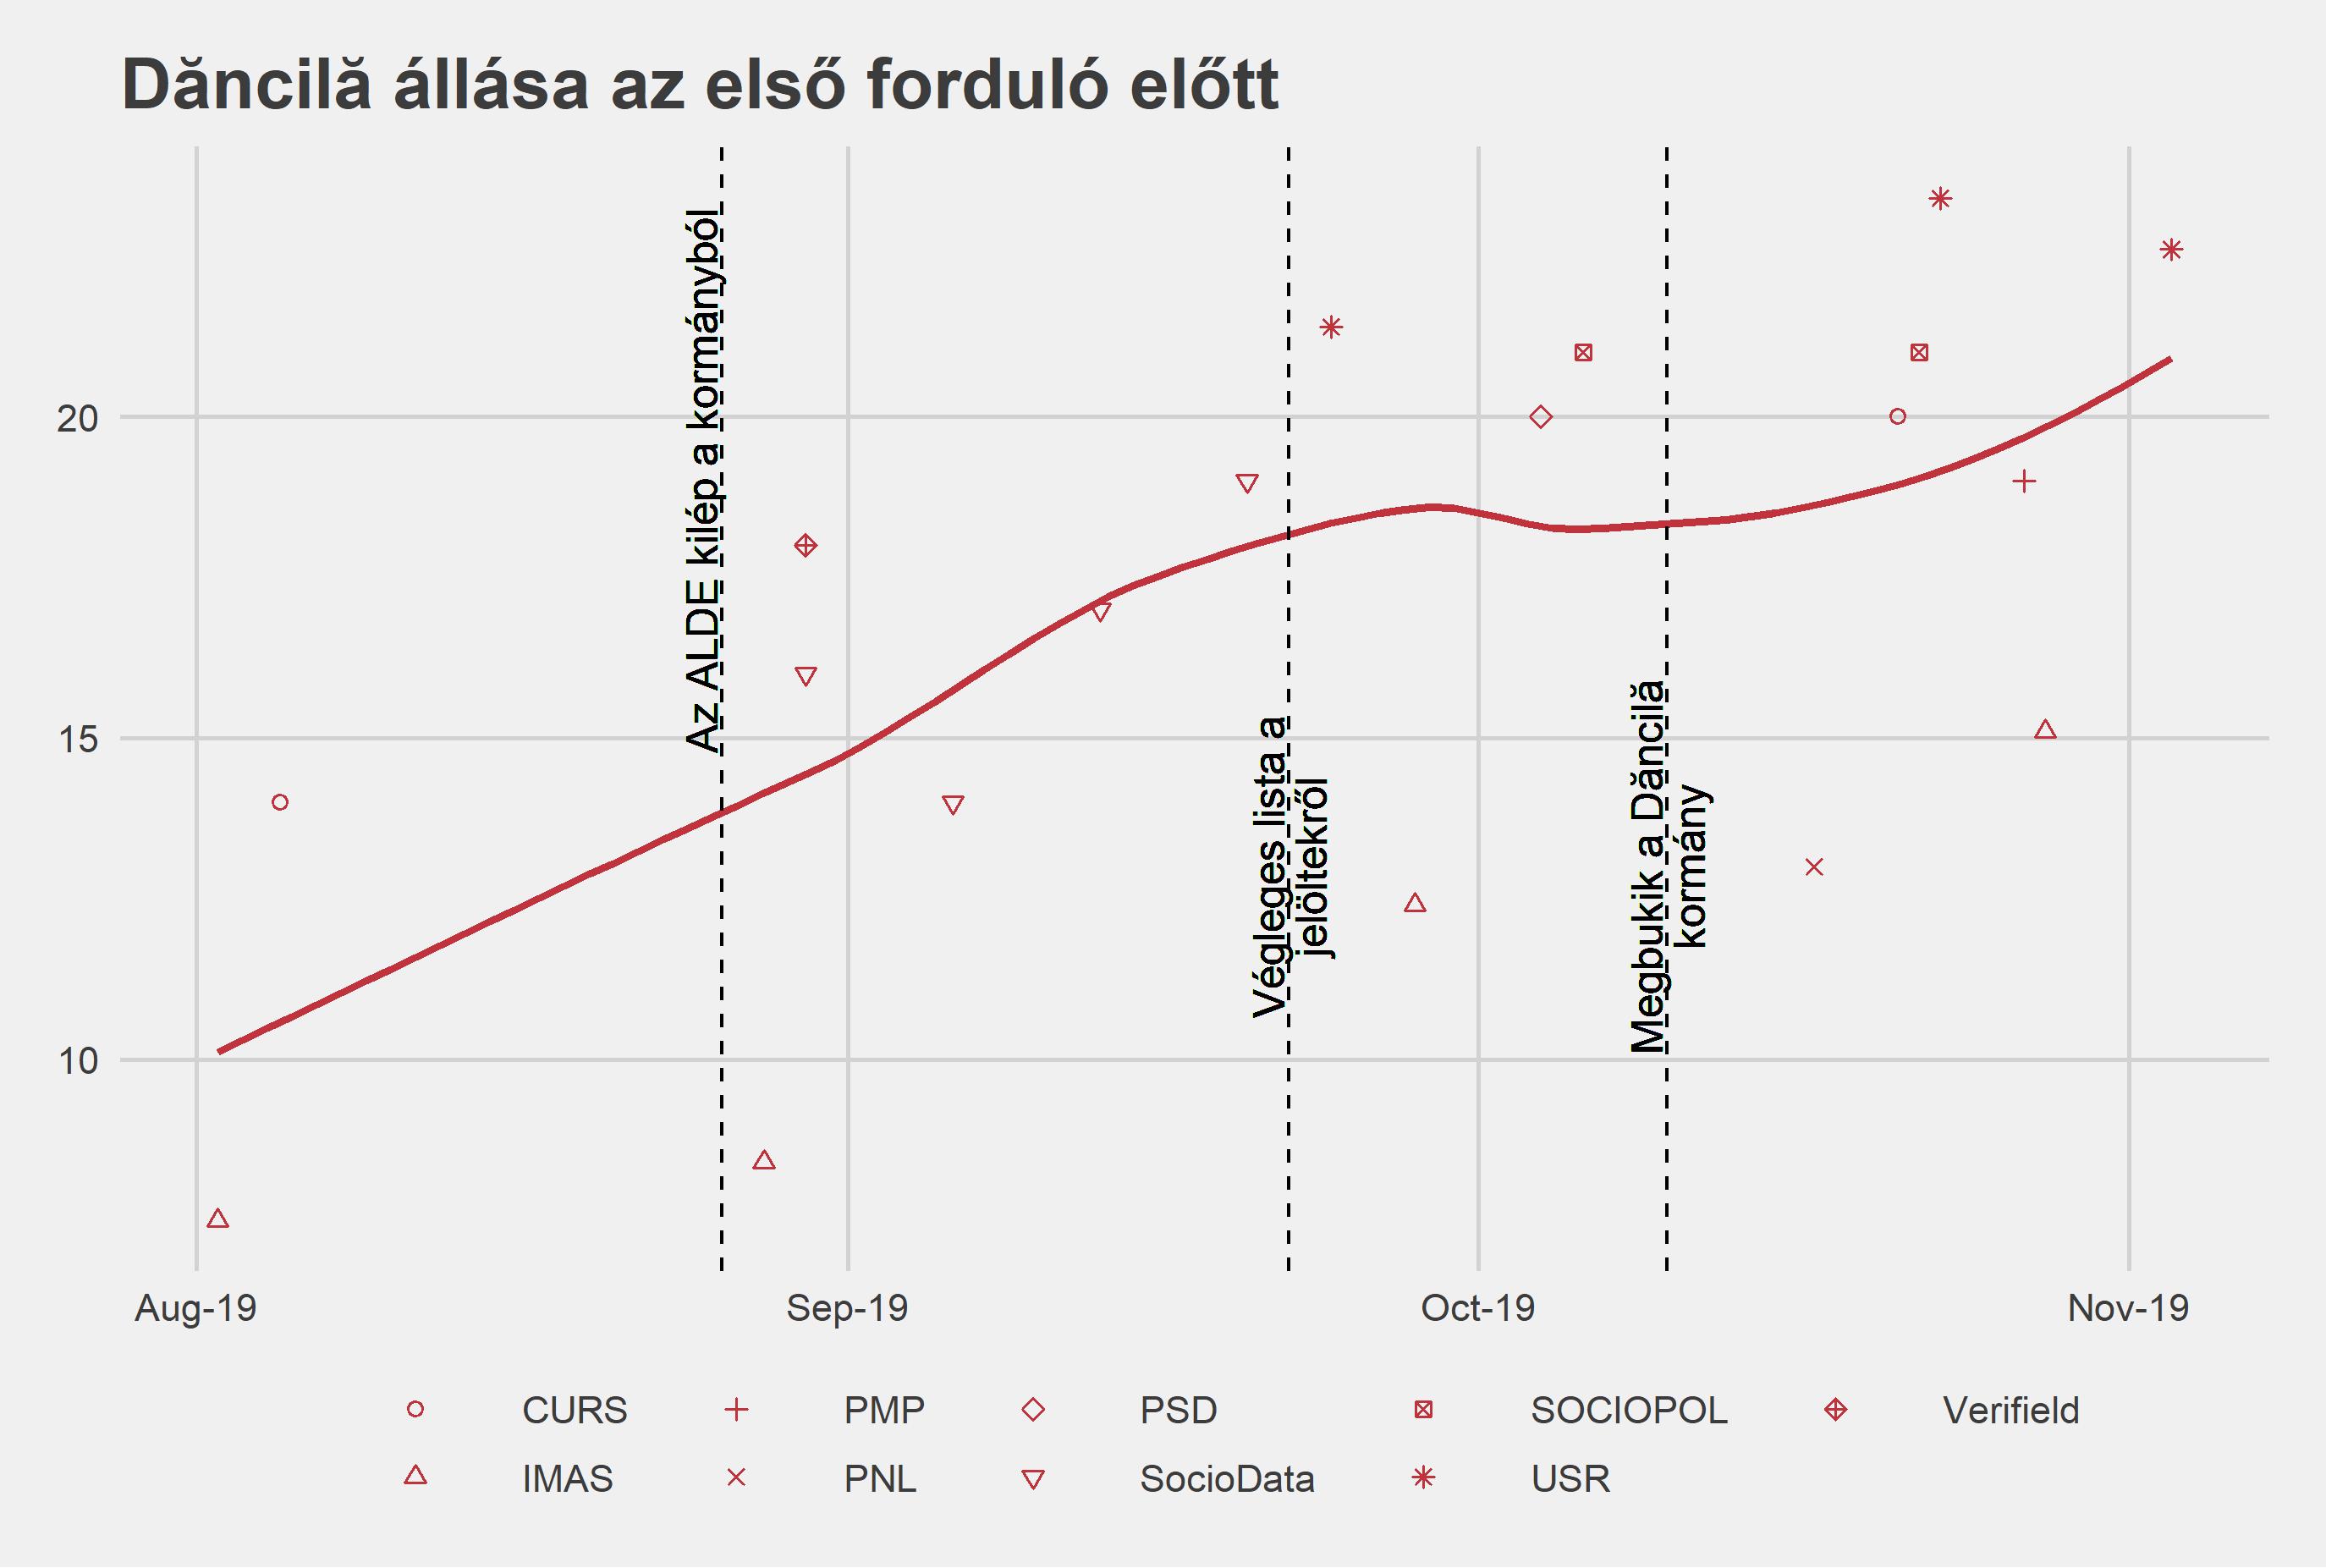 Dăncilă állása az első forduló előtt
20
15
10
Az ALDE kilép a kormányból
Végleges lista a
jelöltekről
Megbukik a Dăncilă
kormány
Aug-19
Sep-19
Oct-19
Nov-19
CURS
PMP
PSD
SOCIOPOL
Verifield
IMAS
PNL
SocioData
USR